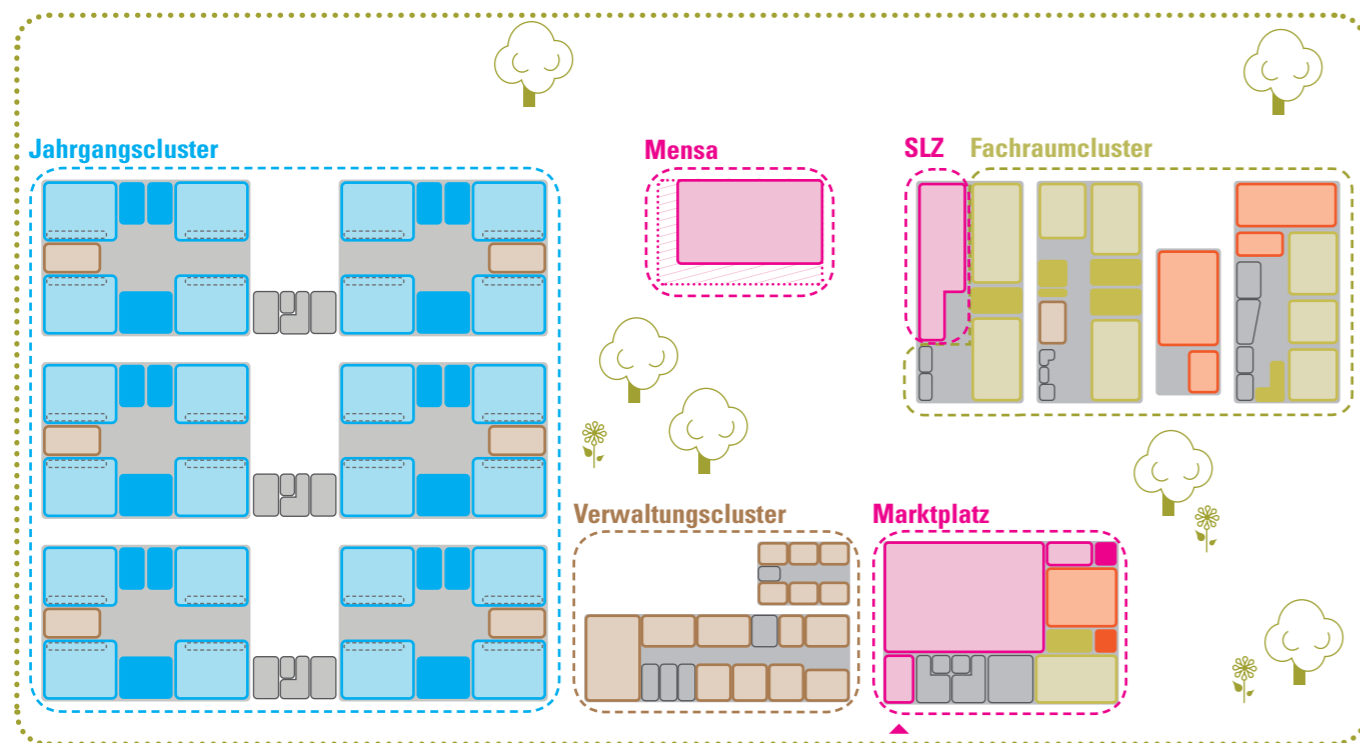 Jahrgangscluster
Mensa
SLZ
Fachraumcluster
Verwaltungscluster
Marktplatz